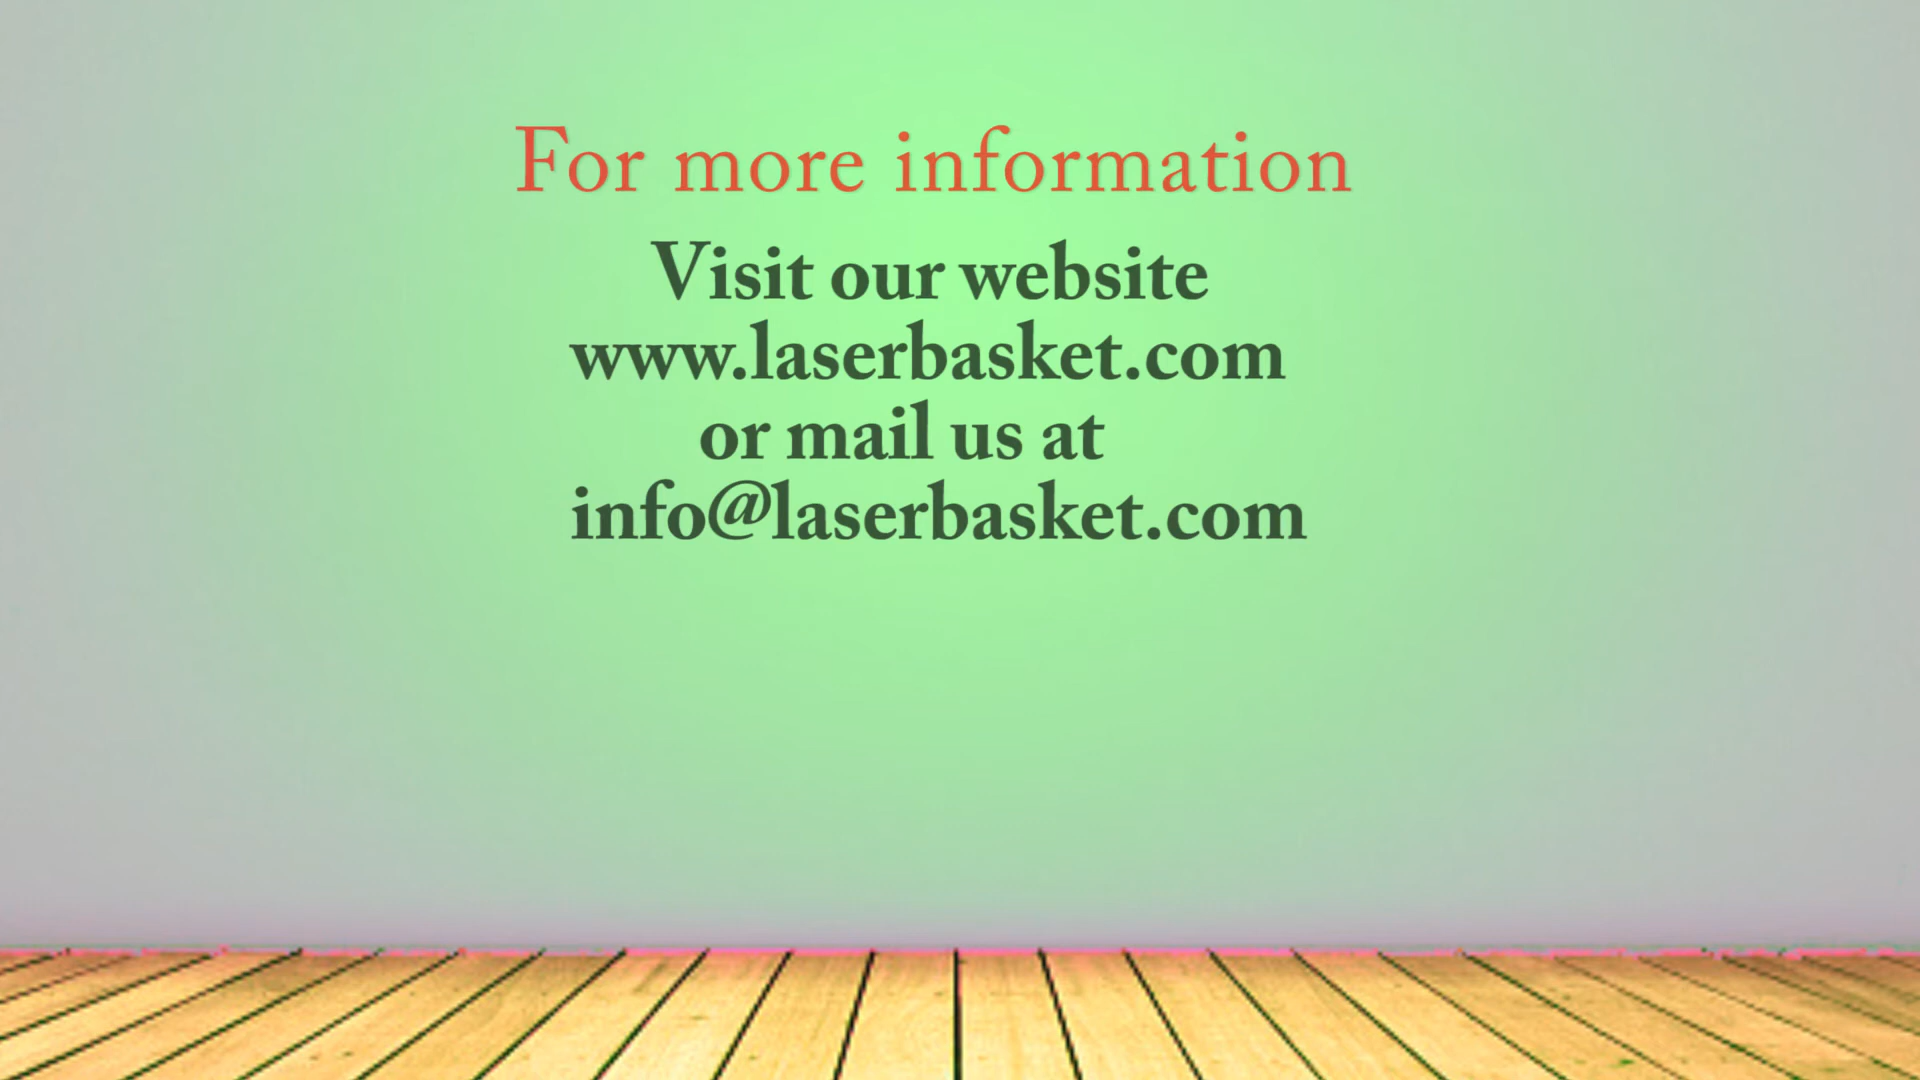 For more information
Visit our website
www.laserbasket.com
or mail us at
info@laserbasket.com